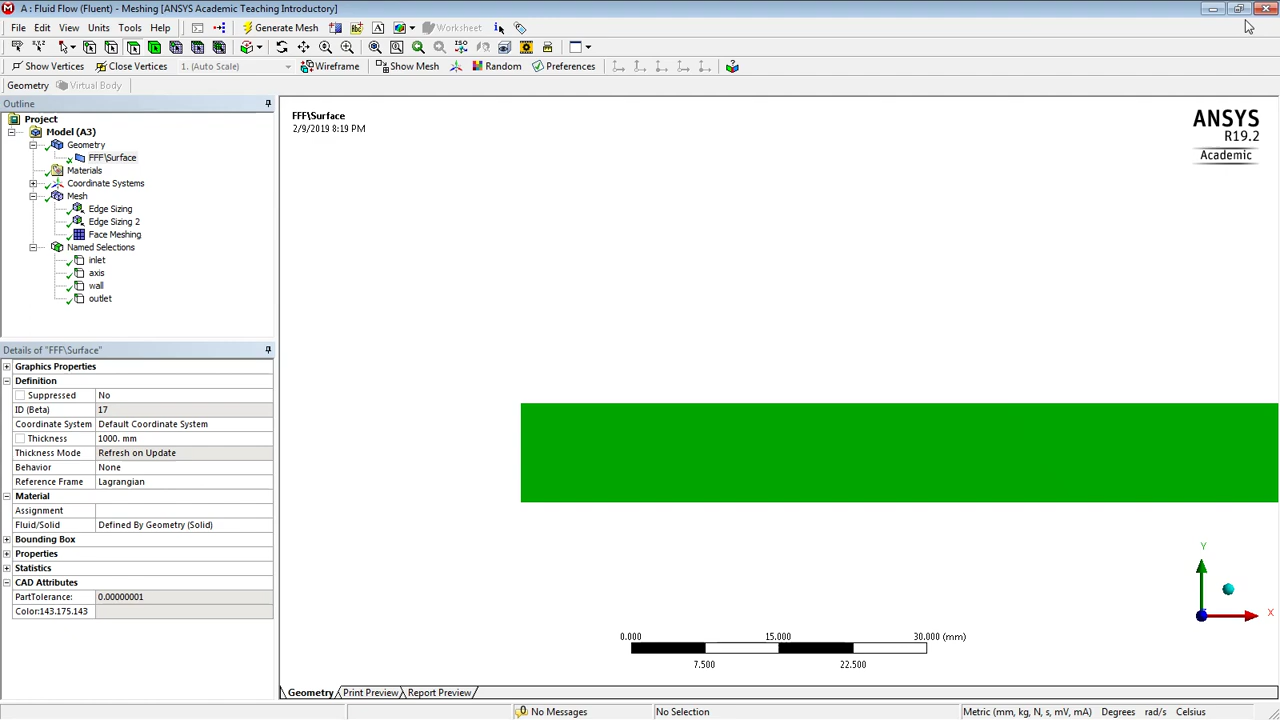 A : Fluid Flow (Fluent) - Meshing [ANSYS Academic Teaching Introductory]
File Edit View Units Tools Help Generate Mesh Worksheet
Show Vertices Close Vertices 1. (Auto Scale) Wireframe Show Mesh Random Preferences
Geometry Virtual Body
Outline
Project
Model (A3)
Geometry
FFF\Surface
Materials
Coordinate Systems
Mesh
Edge Sizing
Edge Sizing 2
Face Meshing
Named Selections
inlet
axis
wall
outlet
Details of "FFF\Surface"
Graphics Properties
Definition
Suppressed No
ID (Beta) 17
Coordinate System Default Coordinate System
Thickness 1000. mm
Thickness Mode Refresh on Update
Behavior None
Reference Frame Lagrangian
Material
Assignment
Fluid/Solid Defined By Geometry (Solid)
Bounding Box
Properties
Statistics
CAD Attributes
PartTolerance: 0.00000001
Color:143.175.143
FFF\Surface
2/9/2019 8:19 PM
ANSYS
R19.2
Academic
Y
X
0.000 15.000 30.000 (mm)
7.500 22.500
Geometry Print Preview Report Preview
No Messages No Selection Metric (mm, kg, N, s, mV, mA) Degrees rad/s Celsius